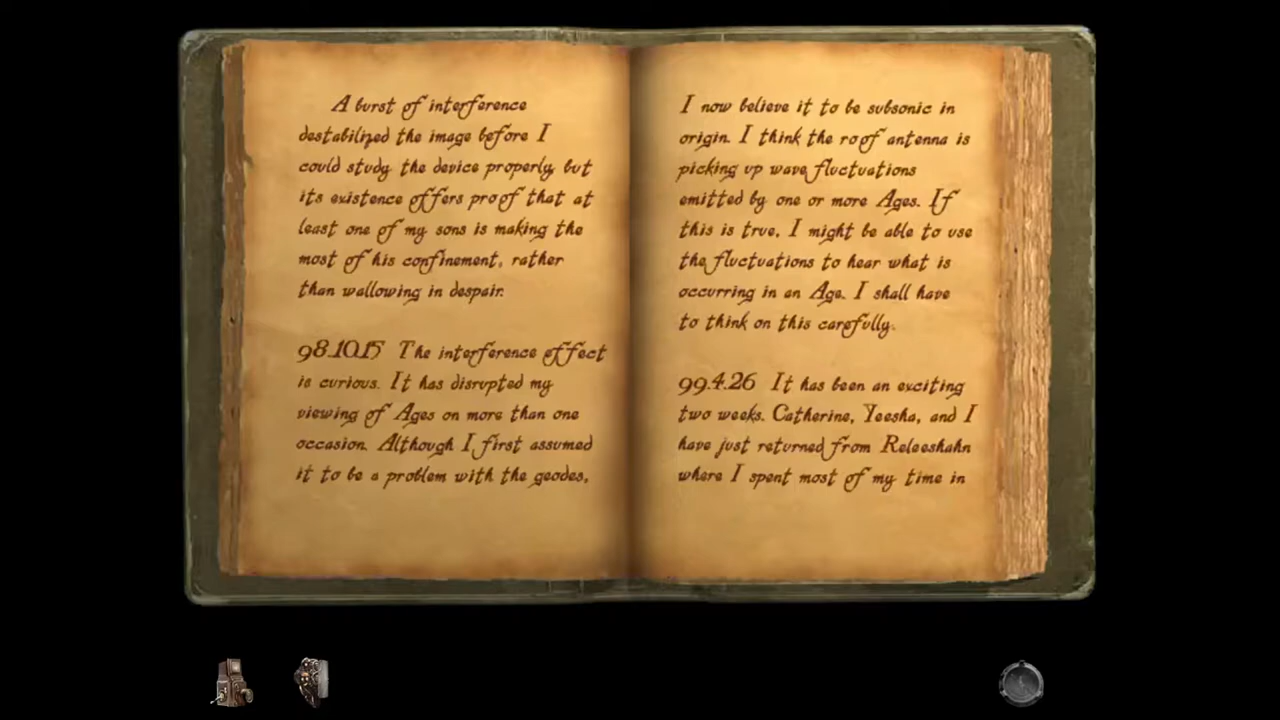 A burst of interference
destabilized the image before I
could study the device properly, but
its existence offers proof that at
least one of my sons is making the
most of his confinement, rather
than wallowing in despair.
98.10.15 The interference effect
is curious. It has disrupted my
viewing of Ages on more than one
occasion. Although I first assumed
it to be a problem with the geodes,
I now believe it to be subsonic in
origin. I think the roof antenna is
picking up wave fluctuations
emitted by one or more Ages. If
this is true, I might be able to use
the fluctuations to hear what is
occurring in an Age. I shall have
to think on this carefully.
99.4.26 It has been an exciting
two weeks. Catherine, Yeesha, and I
have just returned from Releeshahn
where I spent most of my time in